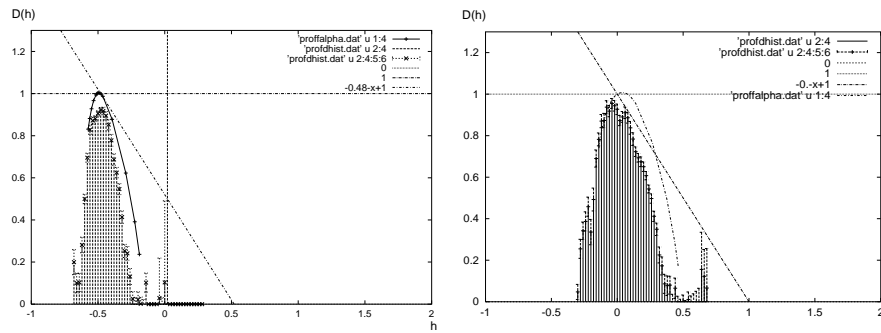 D(h)
'proffalpha.dat' u 1:4
'profdhist.dat' u 2:4
'profdhist.dat' u 2:4:5:6
0
1
-0.48-x+1
1.2
1
0.8
0.6
0.4
0.2
0
-1 -0.5 0 0.5 1 1.5 2
h
D(h)
'profdhist.dat' u 2:4
'profdhist.dat' u 2:4:5:6
0
1
-0.-x+1
'proffalpha.dat' u 1:4
1.2
1
0.8
0.6
0.4
0.2
0
-1 -0.5 0 0.5 1 1.5 2